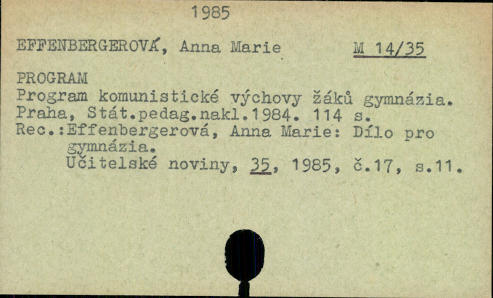 1985
EFFENBERGEROVÁ, Anna Marie M 14/35
PROGRAM
Program komunistické výchovy žáků gymnázia.
Praha, Stát.pedag.nakl.1984. 114 s.
Rec.:Effenbergerová, Anna Marie: Dílo pro
gymnázia.
Učitelské noviny, 35, 1985, č.17, s.11.